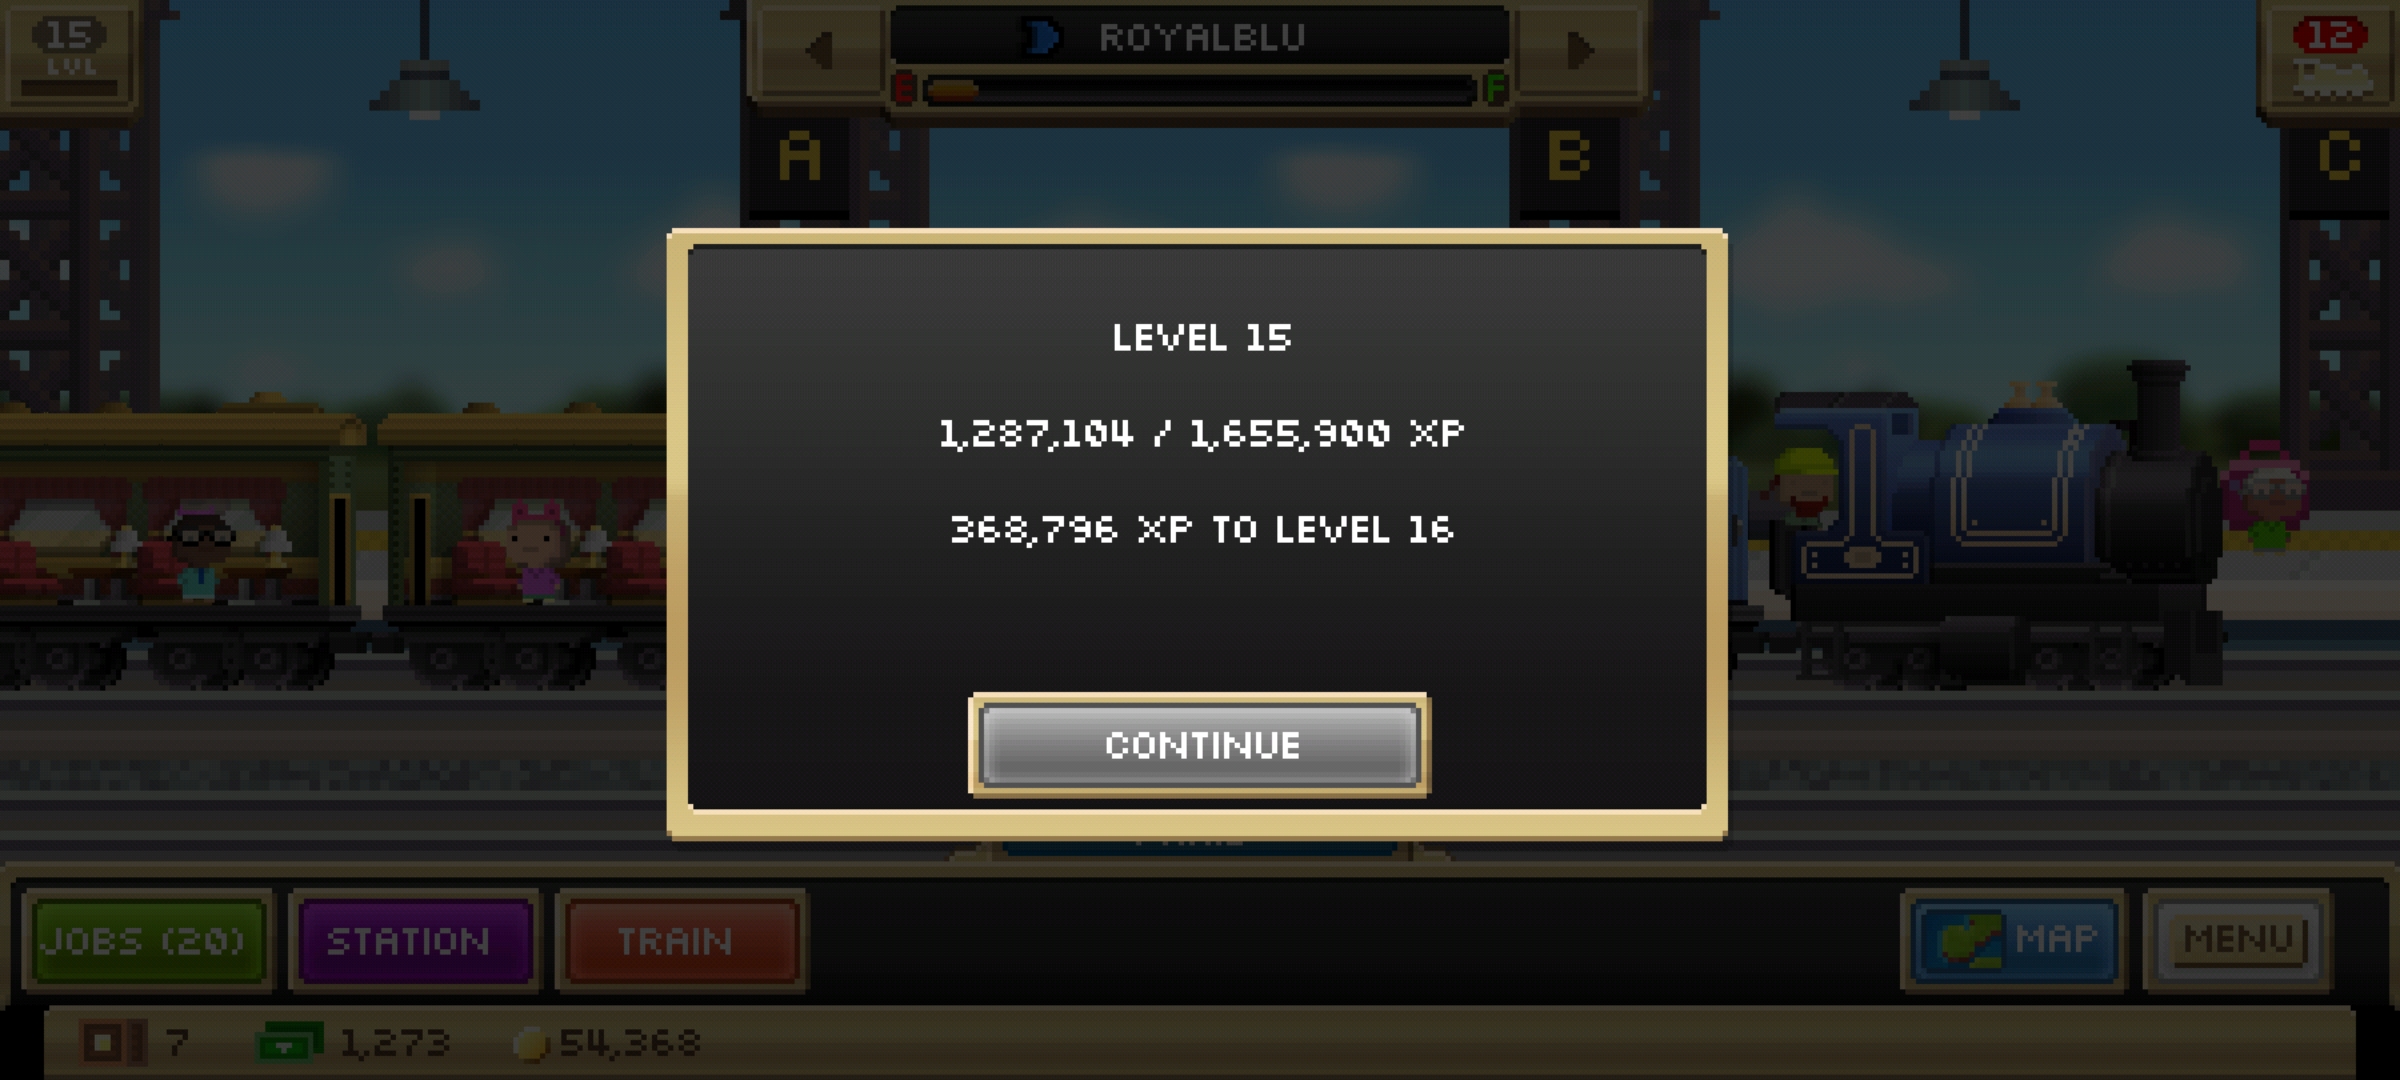 15
LVL
ROYALBLU
E
F
12
A
B
C
LEVEL 15
1,287,104 / 1,655,900 XP
368,796 XP TO LEVEL 16
CONTINUE
JOBS (20)
STATION
TRAIN
MAP
MENU
7
1,273
54,368